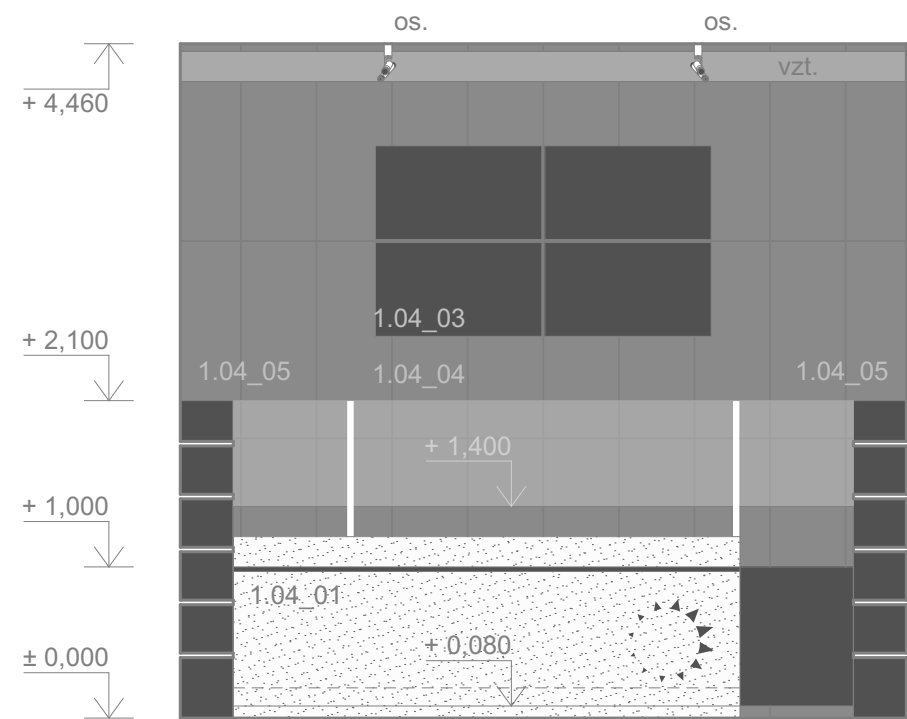 os. os.
vzt.
+ 4,460
1.04_03
+ 2,100
1.04_05 1.04_04 1.04_05
+ 1,400
+ 1,000
1.04_01
+ 0,080
± 0,000